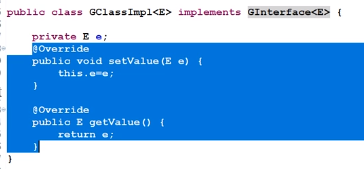 public class GClassImpl<E> implements GInterface<E> {
private E e;
@Override
public void setValue(E e) {
this.e=e;
}
@Override
public E getValue() {
return e;
}
}